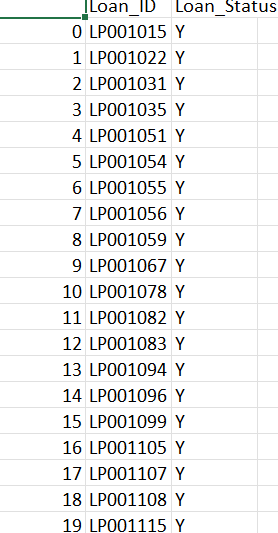 Loan_ID Loan_Status
0 LP001015 Y
1 LP001022 Y
2 LP001031 Y
3 LP001035 Y
4 LP001051 Y
5 LP001054 Y
6 LP001055 Y
7 LP001056 Y
8 LP001059 Y
9 LP001067 Y
10 LP001078 Y
11 LP001082 Y
12 LP001083 Y
13 LP001094 Y
14 LP001096 Y
15 LP001099 Y
16 LP001105 Y
17 LP001107 Y
18 LP001108 Y
19 LP001115 Y